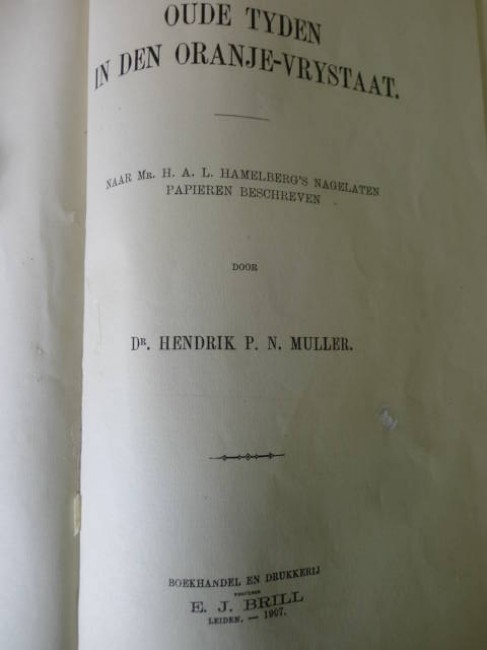 OUDE TYDEN
IN DEN ORANJE-VRYSTAAT.
NAAR MR. H. A. L. HAMELBERG'S NAGELATEN
PAPIEREN BESCHREVEN
DOOR
DR. HENDRIK P. N. MULLER.
BOEKHANDEL EN DRUKKERIJ
VOORHEEN
E. J. BRILL
LEIDEN. — 1907.